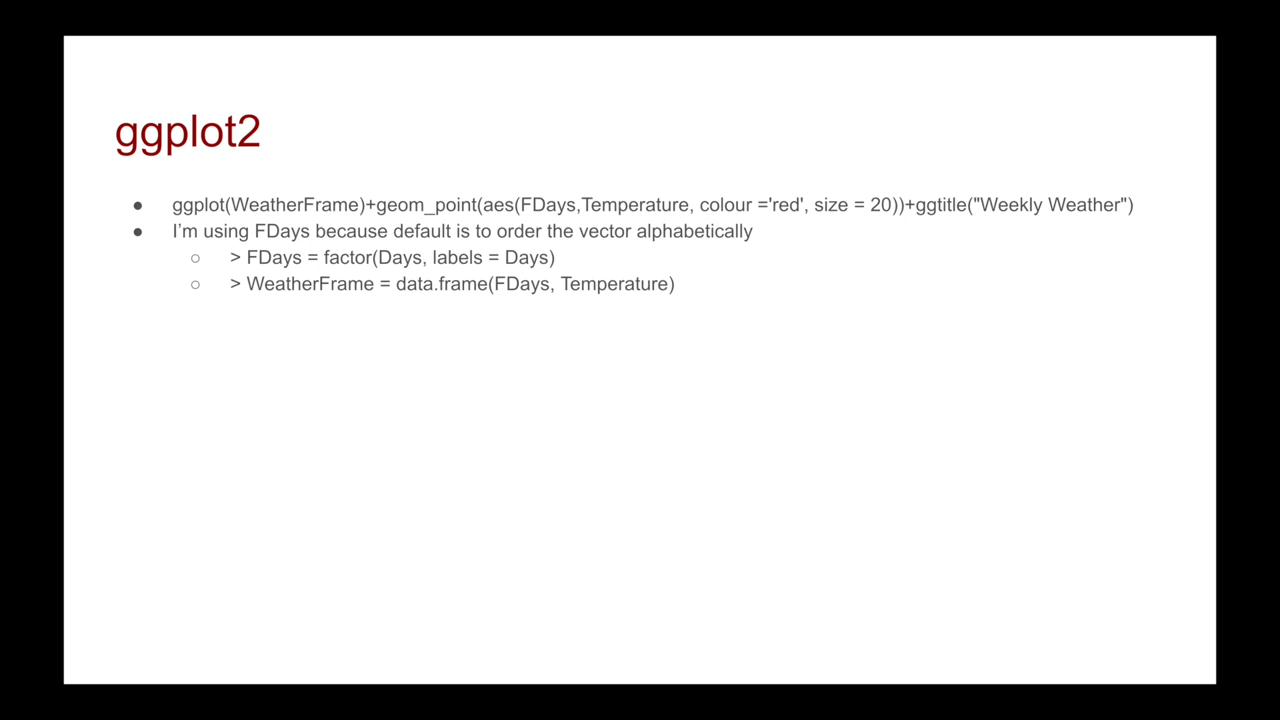 ggplot2
● ggplot(WeatherFrame)+geom_point(aes(FDays,Temperature, colour ='red', size = 20))+ggtitle("Weekly Weather")
● I’m using FDays because default is to order the vector alphabetically
○ > FDays = factor(Days, labels = Days)
○ > WeatherFrame = data.frame(FDays, Temperature)